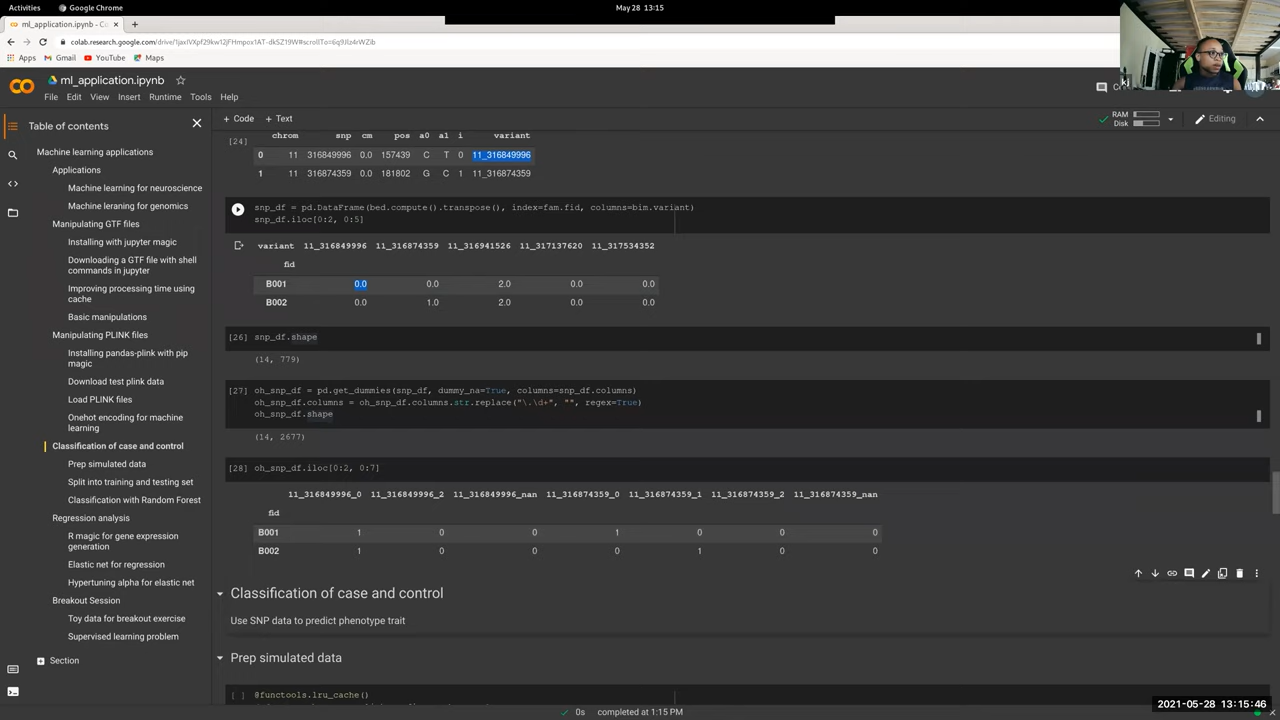 Activities
Google Chrome
May 28 13:15
ml_application.ipynb - Co
colab.research.google.com/drive/1jaxIVXpf29kw12jFHmpox1AT-dk5Z19W#scrollTo=6q9Jlz4rWZib
Apps
Gmail
YouTube
Maps
kj
ml_application.ipynb
File Edit View Insert Runtime Tools Help
+ Code + Text
RAM
Disk
Editing
Table of contents
Machine learning applications
Applications
Machine learning for neuroscience
Machine leraning for genomics
Manipulating GTF files
Installing with jupyter magic
Downloading a GTF file with shell
commands in jupyter
Improving processing time using
cache
Basic manipulations
Manipulating PLINK files
Installing pandas-plink with pip
magic
Download test plink data
Load PLINK files
Onehot encoding for machine
learning
Classification of case and control
Prep simulated data
Split into training and testing set
Classification with Random Forest
Regression analysis
R magic for gene expression
generation
Elastic net for regression
Hypertuning alpha for elastic net
Breakout Session
Toy data for breakout exercise
Supervised learning problem
Section
[24]
chrom snp cm pos a0 a1 i variant
0 11 316849996 0.0 157439 C T 0 11_316849996
1 11 316874359 0.0 181802 G C 1 11_316874359
snp_df = pd.DataFrame(bed.compute().transpose(), index=fam.fid, columns=bim.variant)
snp_df.iloc[0:2, 0:5]
variant 11_316849996 11_316874359 11_316941526 11_317137620 11_317534352
fid
B001 0.0 0.0 2.0 0.0 0.0
B002 0.0 1.0 2.0 0.0 0.0
[26] snp_df.shape
(14, 779)
[27] oh_snp_df = pd.get_dummies(snp_df, dummy_na=True, columns=snp_df.columns)
oh_snp_df.columns = oh_snp_df.columns.str.replace("\.\d+", "", regex=True)
oh_snp_df.shape
(14, 2677)
[28] oh_snp_df.iloc[0:2, 0:7]
11_316849996_0 11_316849996_2 11_316849996_nan 11_316874359_0 11_316874359_1 11_316874359_2 11_316874359_nan
fid
B001 1 0 0 1 0 0 0
B002 1 0 0 0 1 0 0
Classification of case and control
Use SNP data to predict phenotype trait
Prep simulated data
[ ] @functools.lru_cache()
0s completed at 1:15 PM
2021-05-28 13:15:46